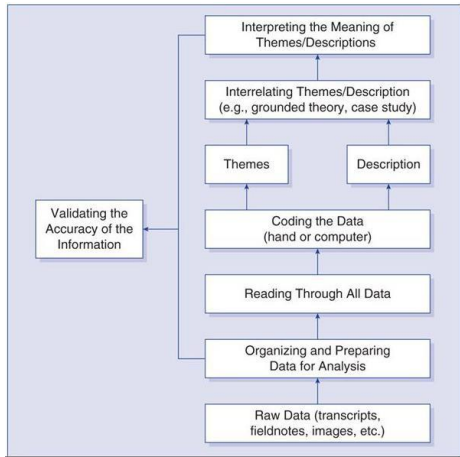 Interpreting the Meaning of
Themes/Descriptions
Interrelating Themes/Description
(e.g., grounded theory, case study)
Themes
Description
Validating the
Accuracy of the
Information
Coding the Data
(hand or computer)
Reading Through All Data
Organizing and Preparing
Data for Analysis
Raw Data (transcripts,
fieldnotes, images, etc.)